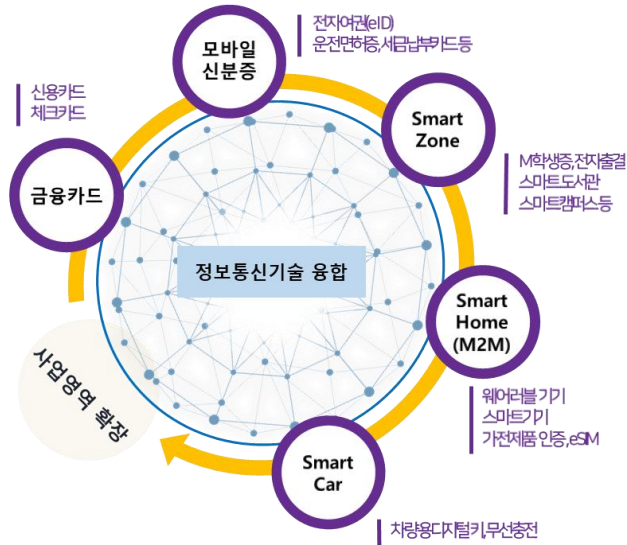 모바일
신분증
전자여권(eID)
운전면허증,세금납부카드등
신용카드
체크카드
금융카드
Smart
Zone
M학생증,전자출결
스마트도서관
스마트캠퍼스등
정보통신기술 융합
Smart
Home
(M2M)
웨어러블 기기
스마트기기
가전제품 인증, eSIM
사업영역 확장
Smart
Car
차량용디지털키,무선충전